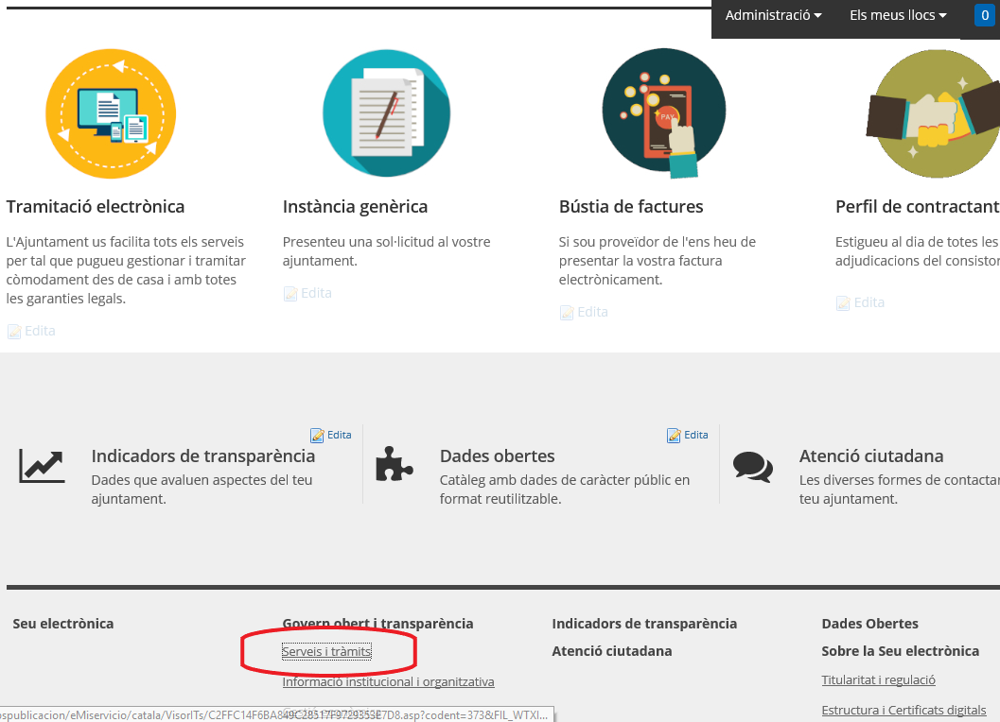 Administració
Els meus llocs
0
PAY
Tramitació electrònica
L'Ajuntament us facilita tots els serveis
per tal que pugueu gestionar i tramitar
còmodament des de casa i amb totes
les garanties legals.
Edita
Instància genèrica
Presenteu una sol·licitud al vostre
ajuntament.
Edita
Bústia de factures
Si sou proveïdor de l'ens heu de
presentar la vostra factura
electrònicament.
Edita
Perfil de contractant
Estigueu al dia de totes les
adjudicacions del consistor
Edita
Edita
Indicadors de transparència
Dades que avaluen aspectes del teu
ajuntament.
Edita
Dades obertes
Catàleg amb dades de caràcter públic en
format reutilitzable.
Atenció ciutadana
Les diverses formes de contactar
teu ajuntament.
Seu electrònica
Govern obert i transparència
Serveis i tràmits
Informació institucional i organitzativa
Indicadors de transparència
Atenció ciutadana
Dades Obertes
Sobre la Seu electrònica
Titularitat i regulació
Estructura i Certificats digitals
ospublicacion/eMiservicio/catala/VisorITs/C2FFC14F6BA849C28517F9729353E7D8.asp?codent=373&FIL_WTXI...